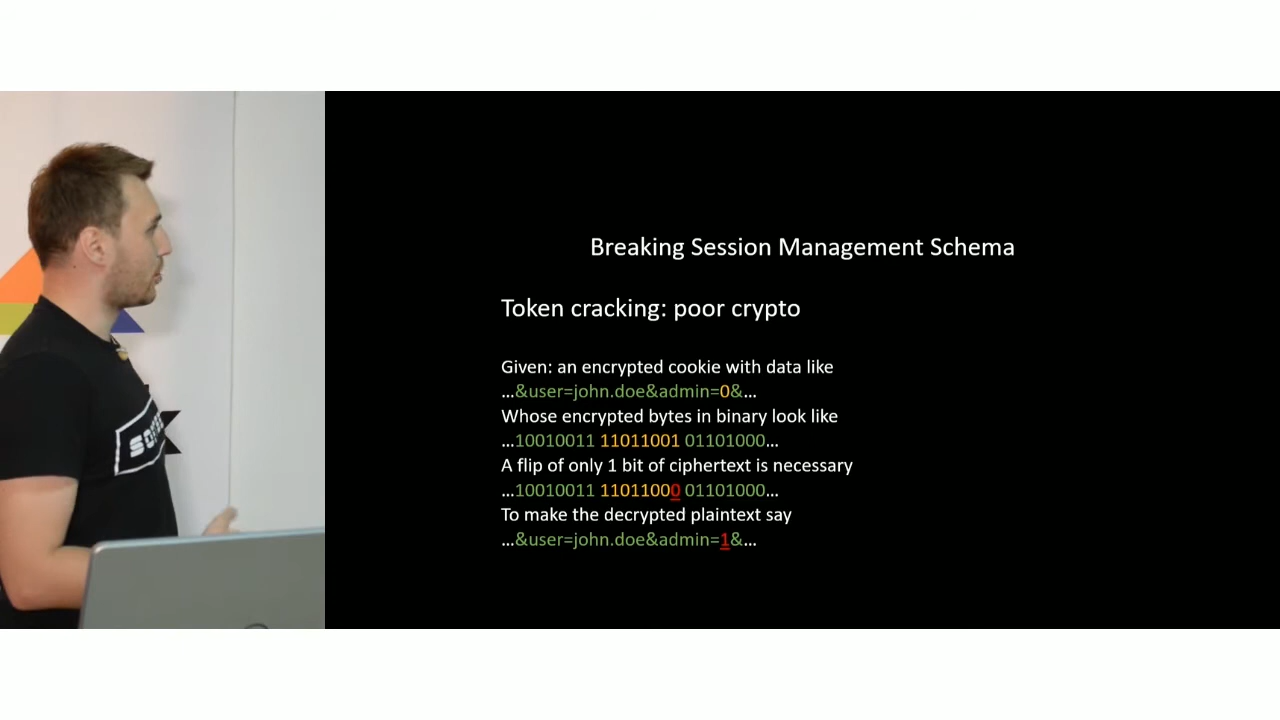 Breaking Session Management Schema
Token cracking: poor crypto
Given: an encrypted cookie with data like
…&user=john.doe&admin=0&…
Whose encrypted bytes in binary look like
…10010011 11011001 01101000…
A flip of only 1 bit of ciphertext is necessary
…10010011 11011000 01101000…
To make the decrypted plaintext say
…&user=john.doe&admin=1&…